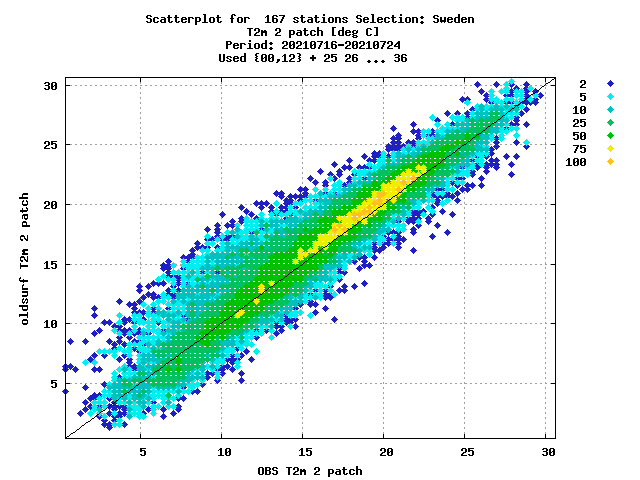 Scatterplot for  167 stations Selection: Sweden
T2m 2 patch [deg C]
Period: 20210716-20210724
Used {00,12} + 25 26 ... 36
2
5
10
25
50
75
100
30
25
20
15
10
5
oldsurf T2m 2 patch
5 10 15 20 25 30
OBS T2m 2 patch